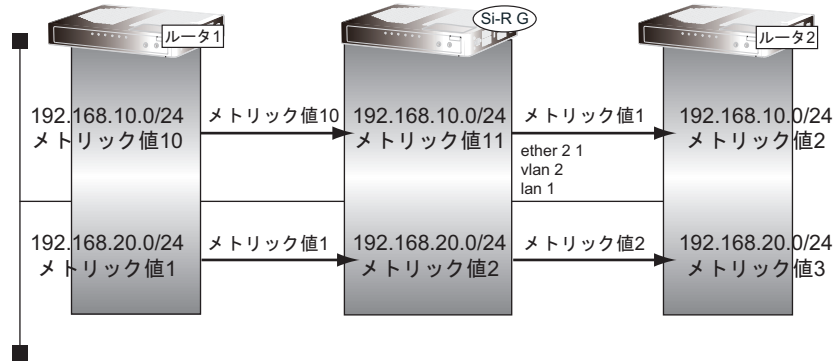 ルータ1
Si-R G
ルータ2
192.168.10.0/24
メトリック値10
メトリック値10
192.168.10.0/24
メトリック値11
メトリック値1
192.168.10.0/24
メトリック値2
ether 2 1
vlan 2
lan 1
192.168.20.0/24
メトリック値1
メトリック値1
192.168.20.0/24
メトリック値2
メトリック値2
192.168.20.0/24
メトリック値3